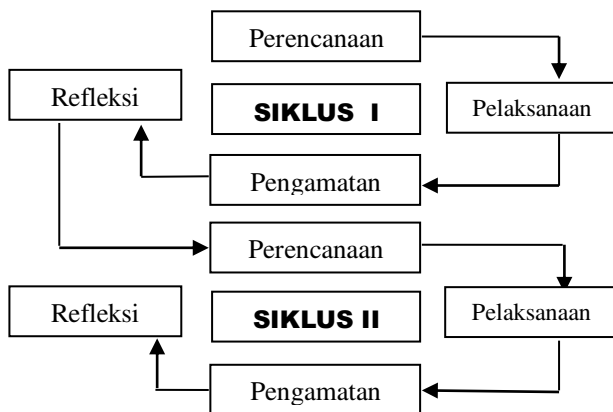 Perencanaan
Refleksi
SIKLUS I
Pelaksanaan
Pengamatan
Perencanaan
Refleksi
SIKLUS II
Pelaksanaan
Pengamatan